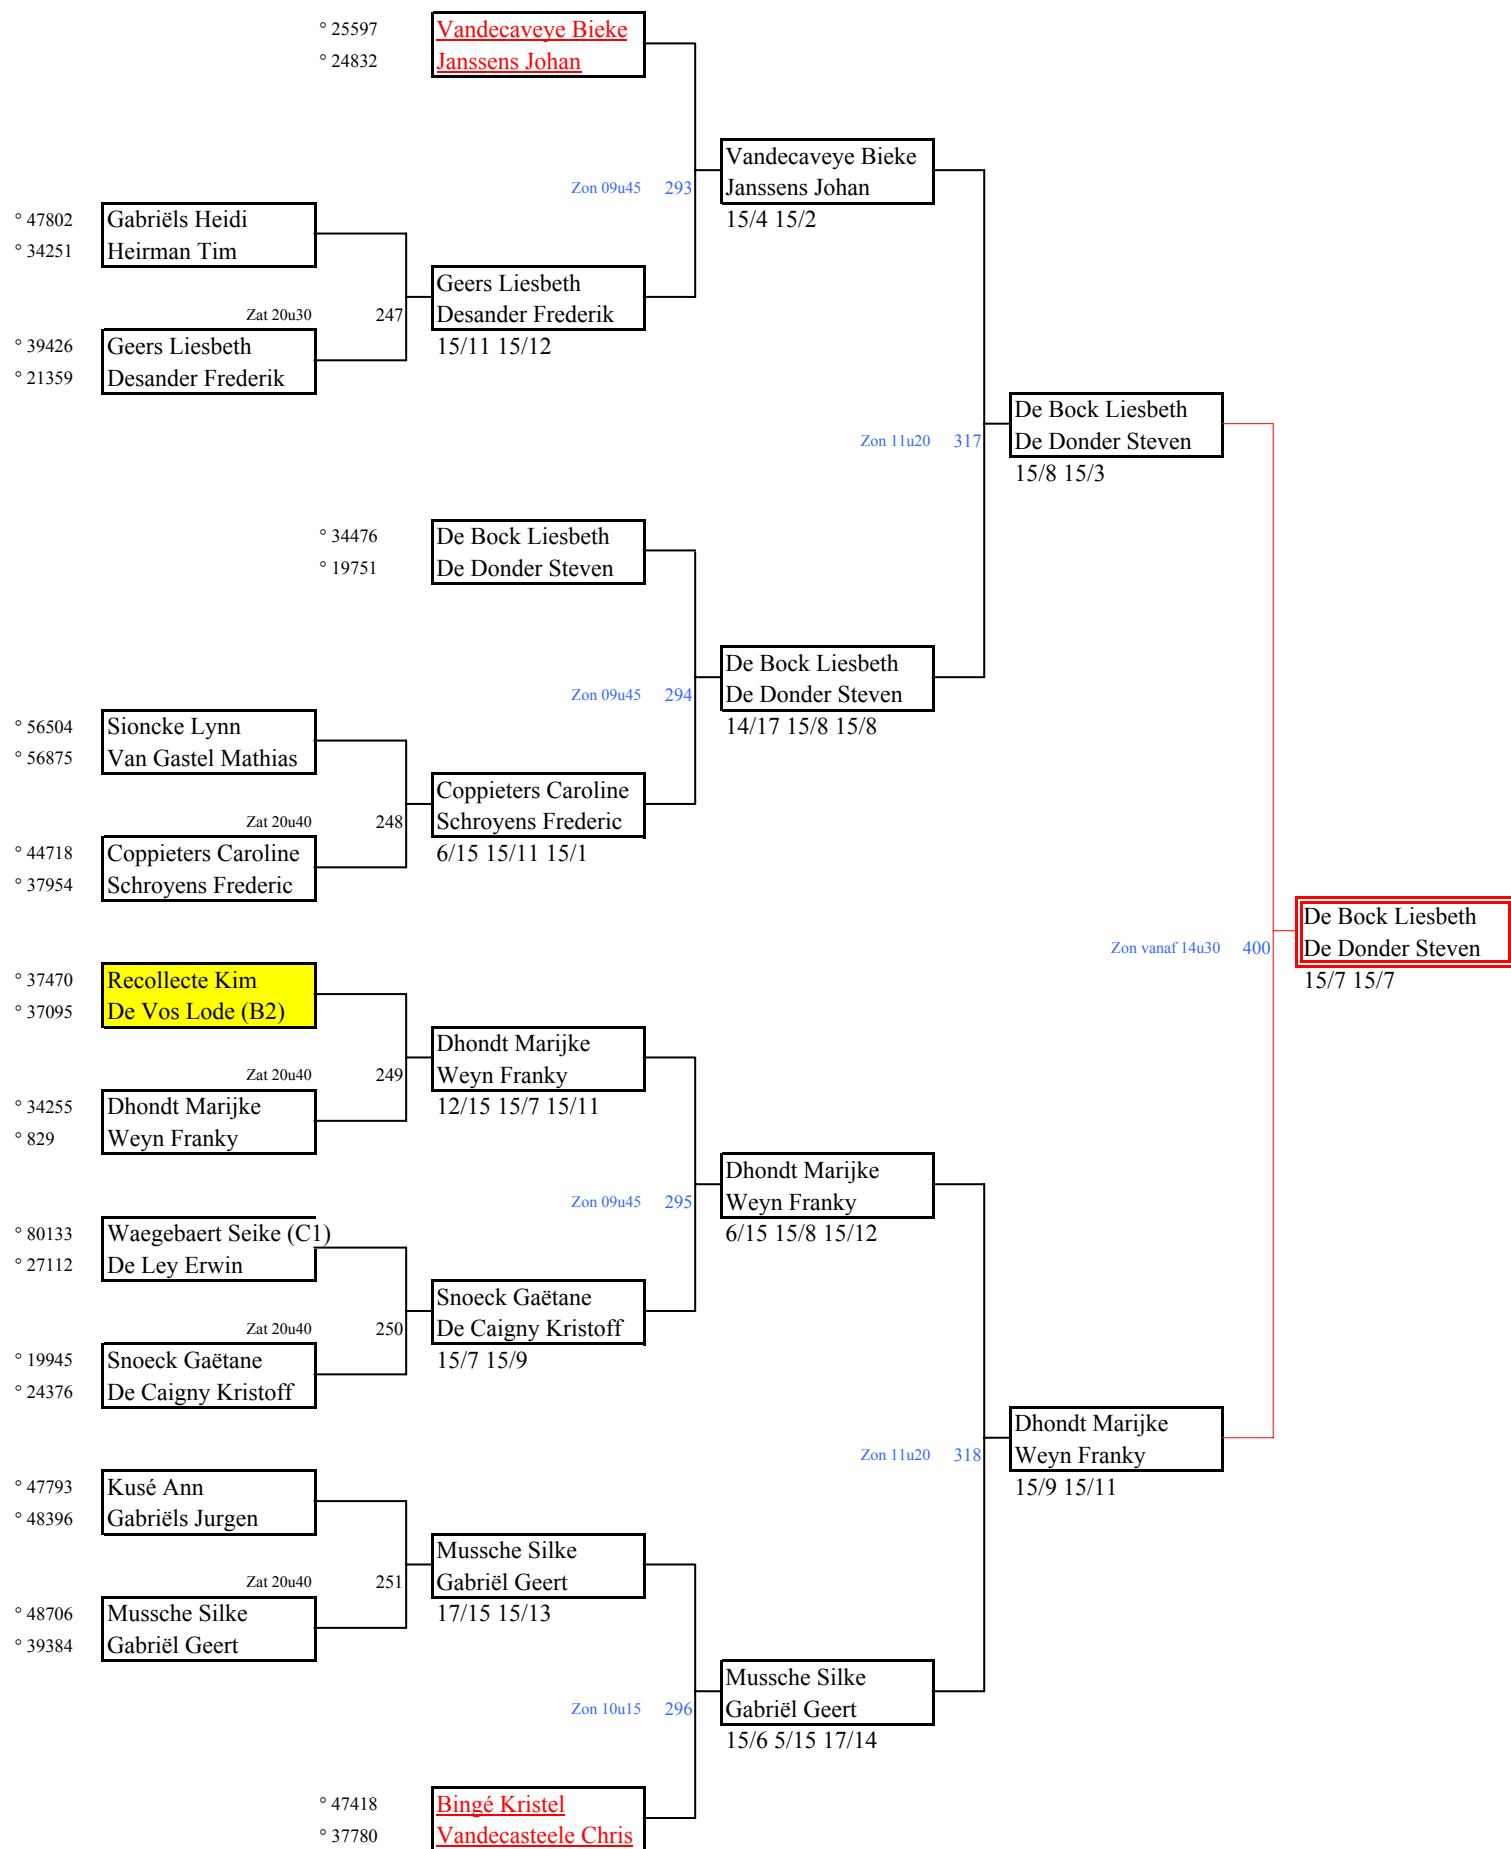 ° 25597 Vandecaveye Bieke
° 24832 Janssens Johan
Vandecaveye Bieke
Zon 09u45 293 Janssens Johan
15/4 15/2
° 47802 Gabriëls Heidi
° 34251 Heirman Tim
Geers Liesbeth
Zat 20u30 247 Desander Frederik
15/11 15/12
° 39426 Geers Liesbeth
° 21359 Desander Frederik
De Bock Liesbeth
Zon 11u20 317 De Donder Steven
15/8 15/3
° 34476 De Bock Liesbeth
° 19751 De Donder Steven
De Bock Liesbeth
Zon 09u45 294 De Donder Steven
14/17 15/8 15/8
° 56504 Sioncke Lynn
° 56875 Van Gastel Mathias
Coppieters Caroline
Zat 20u40 248 Schroyens Frederic
6/15 15/11 15/1
° 44718 Coppieters Caroline
° 37954 Schroyens Frederic
De Bock Liesbeth
Zon vanaf 14u30 400 De Donder Steven
15/7 15/7
° 37470 Recollecte Kim
° 37095 De Vos Lode (B2)
Dhondt Marijke
Zat 20u40 249 Weyn Franky
12/15 15/7 15/11
° 34255 Dhondt Marijke
° 829 Weyn Franky
Dhondt Marijke
Zon 09u45 295 Weyn Franky
6/15 15/8 15/12
° 80133 Waegebaert Seike (C1)
° 27112 De Ley Erwin
Snoeck Gaëtane
Zat 20u40 250 De Caigny Kristoff
15/7 15/9
° 19945 Snoeck Gaëtane
° 24376 De Caigny Kristoff
Dhondt Marijke
Zon 11u20 318 Weyn Franky
15/9 15/11
° 47793 Kusé Ann
° 48396 Gabriëls Jurgen
Mussche Silke
Zat 20u40 251 Gabriël Geert
17/15 15/13
° 48706 Mussche Silke
° 39384 Gabriël Geert
Mussche Silke
Zon 10u15 296 Gabriël Geert
15/6 5/15 17/14
° 47418 Bingé Kristel
° 37780 Vandecasteele Chris